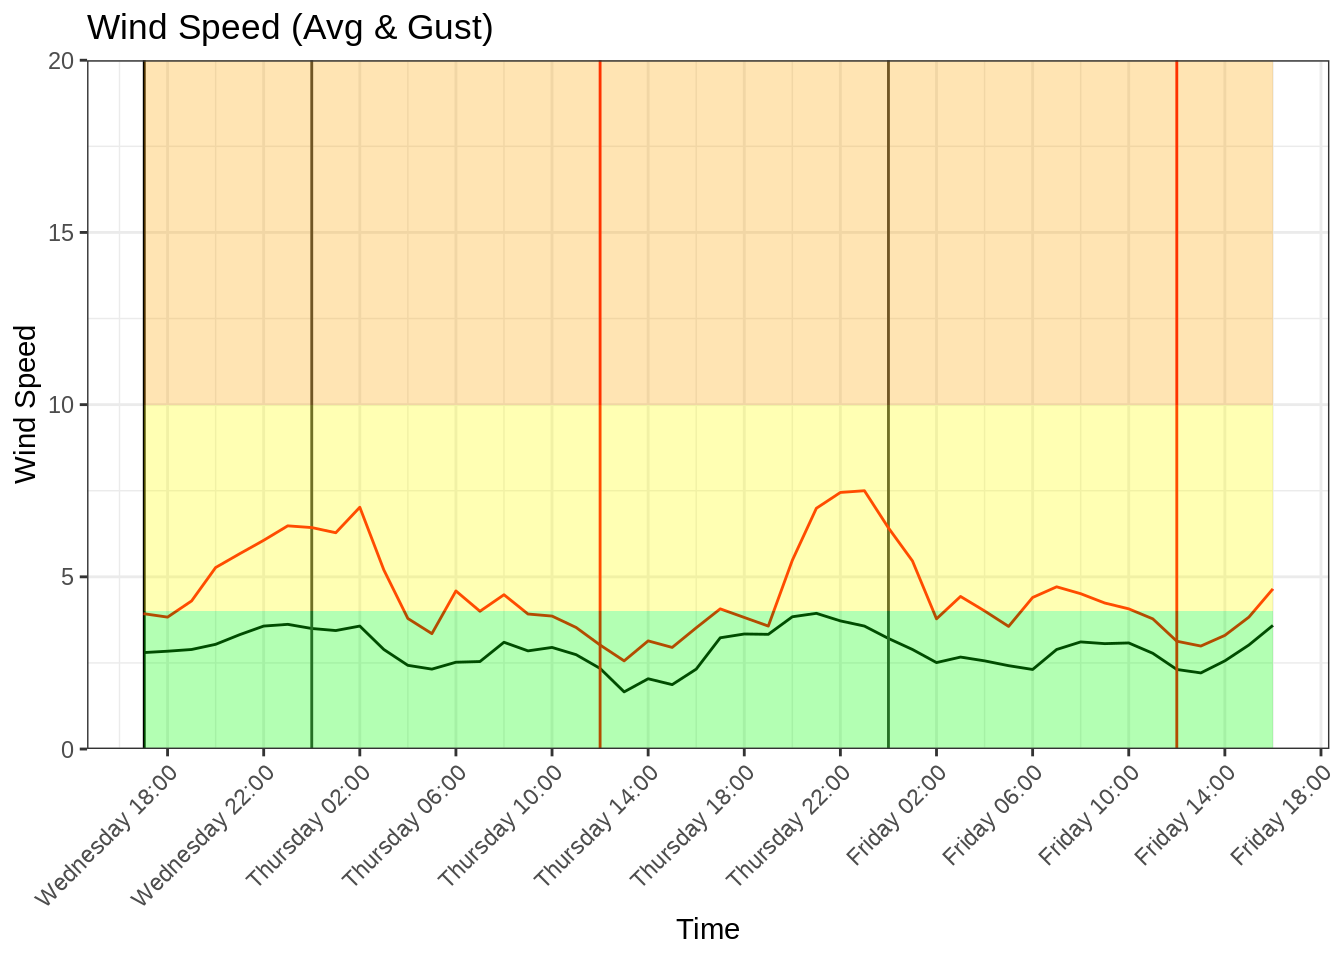 Wind Speed (Avg & Gust)
Wind Speed
20
15
10
5
0
Wednesday 18:00
Wednesday 22:00
Thursday 02:00
Thursday 06:00
Thursday 10:00
Thursday 14:00
Thursday 18:00
Thursday 22:00
Friday 02:00
Friday 06:00
Friday 10:00
Friday 14:00
Friday 18:00
Time